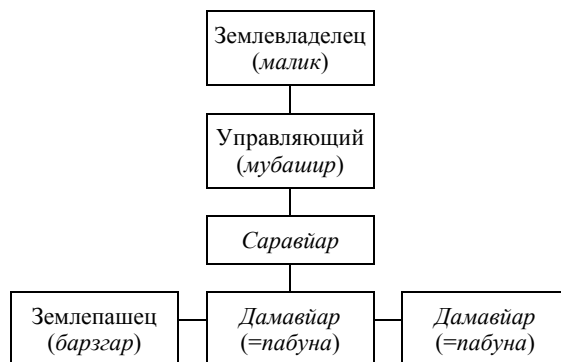 Землевладелец
(малик)
Управляющий
(мубашир)
Саравйар
Землепашец
(барзгар)
Дамавйар
(=пабуна)
Дамавйар
(=пабуна)